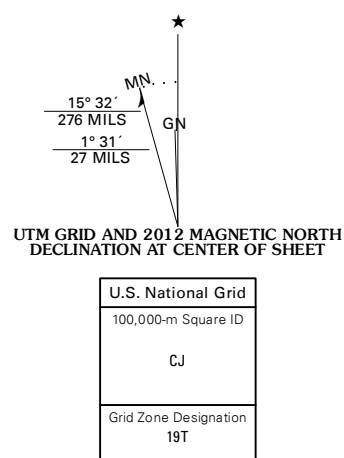 ★
MN
15° 32´
276 MILS
GN
1° 31´
27 MILS
UTM GRID AND 2012 MAGNETIC NORTH
DECLINATION AT CENTER OF SHEET
U.S. National Grid
100,000-m Square ID
CJ
Grid Zone Designation
19T